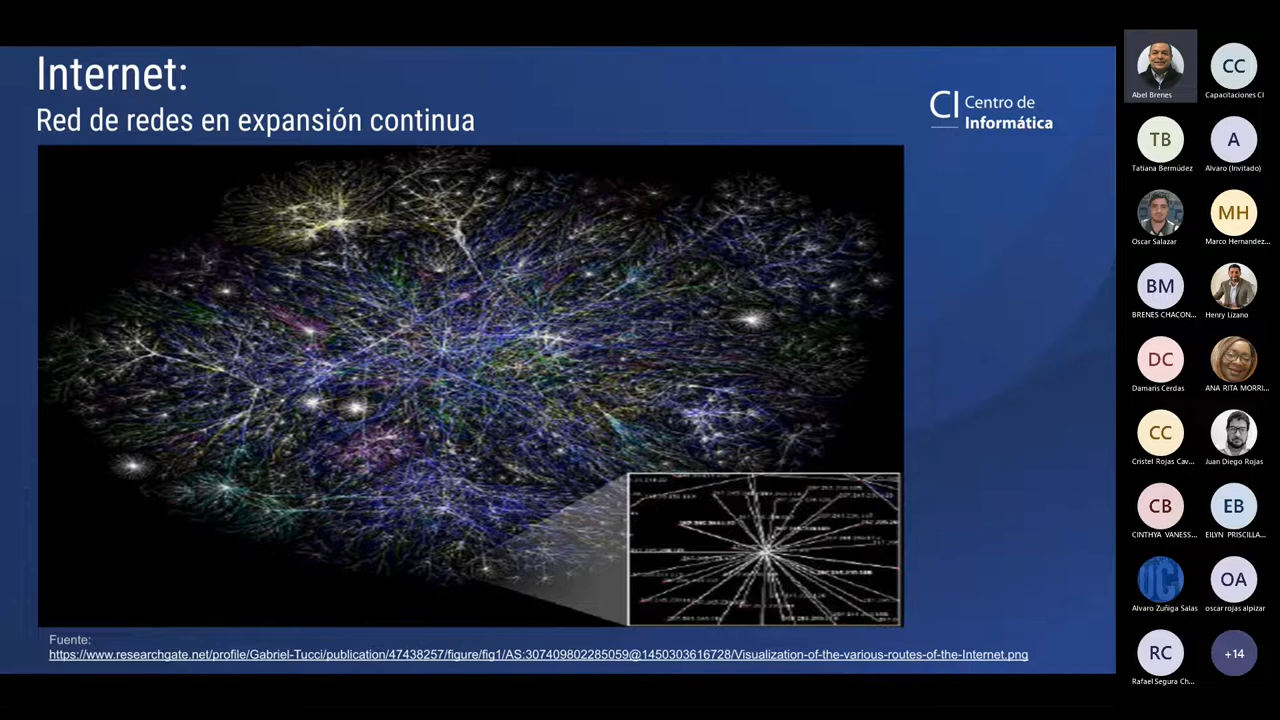 Internet:
Red de redes en expansión continua
CI Centro de
Informática
Fuente:
https://www.researchgate.net/profile/Gabriel-Tucci/publication/47438257/figure/fig1/AS:307409802285059@1450303616728/Visualization-of-the-various-routes-of-the-Internet.png
Abel Brenes
CC
Capacitaciones CI
TB
Tatiana Bermúdez
A
Alvaro (Invitado)
Oscar Salazar
MH
Marco Hernandez...
BM
BRENES CHACON...
Henry Lizano
DC
Damaris Cerdas
ANA RITA MORRI...
CC
Cristel Rojas Cav...
Juan Diego Rojas
CB
CINTHYA VANESS...
EB
EILYN PRISCILLA...
Alvaro Zuñiga Salas
OA
oscar rojas alpizar
RC
Rafael Segura Ch...
+14